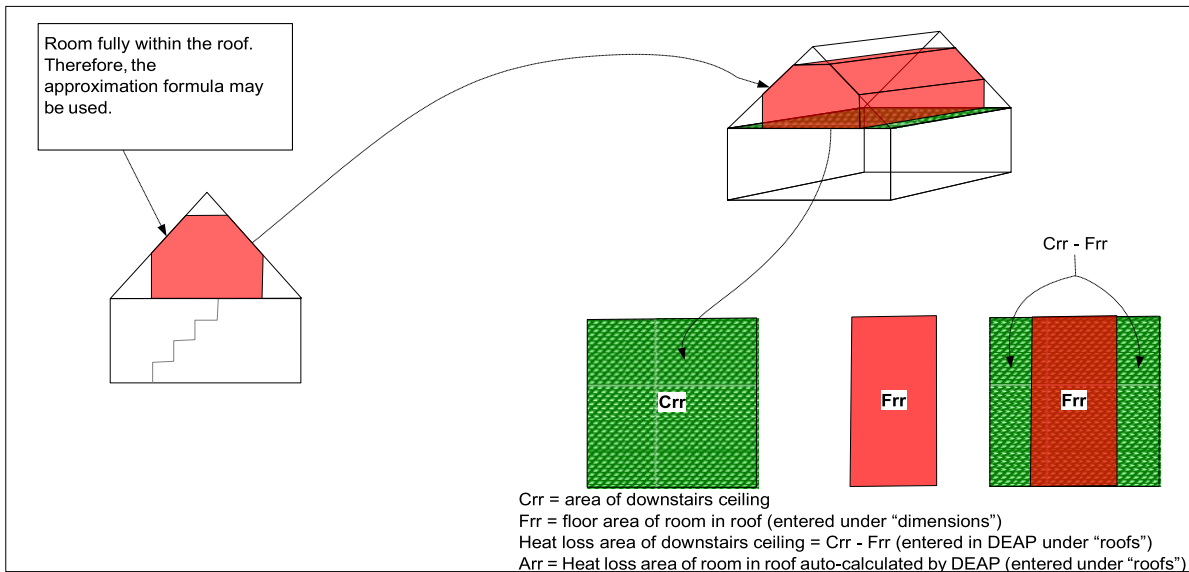 Room fully within the roof.
Therefore, the
approximation formula may
be used.
Crr - Frr
Crr
Frr
Frr
Crr = area of downstairs ceiling
Frr = floor area of room in roof (entered under “dimensions”)
Heat loss area of downstairs ceiling = Crr - Frr (entered in DEAP under “roofs”)
Arr = Heat loss area of room in roof auto-calculated by DEAP (entered under “roofs”)